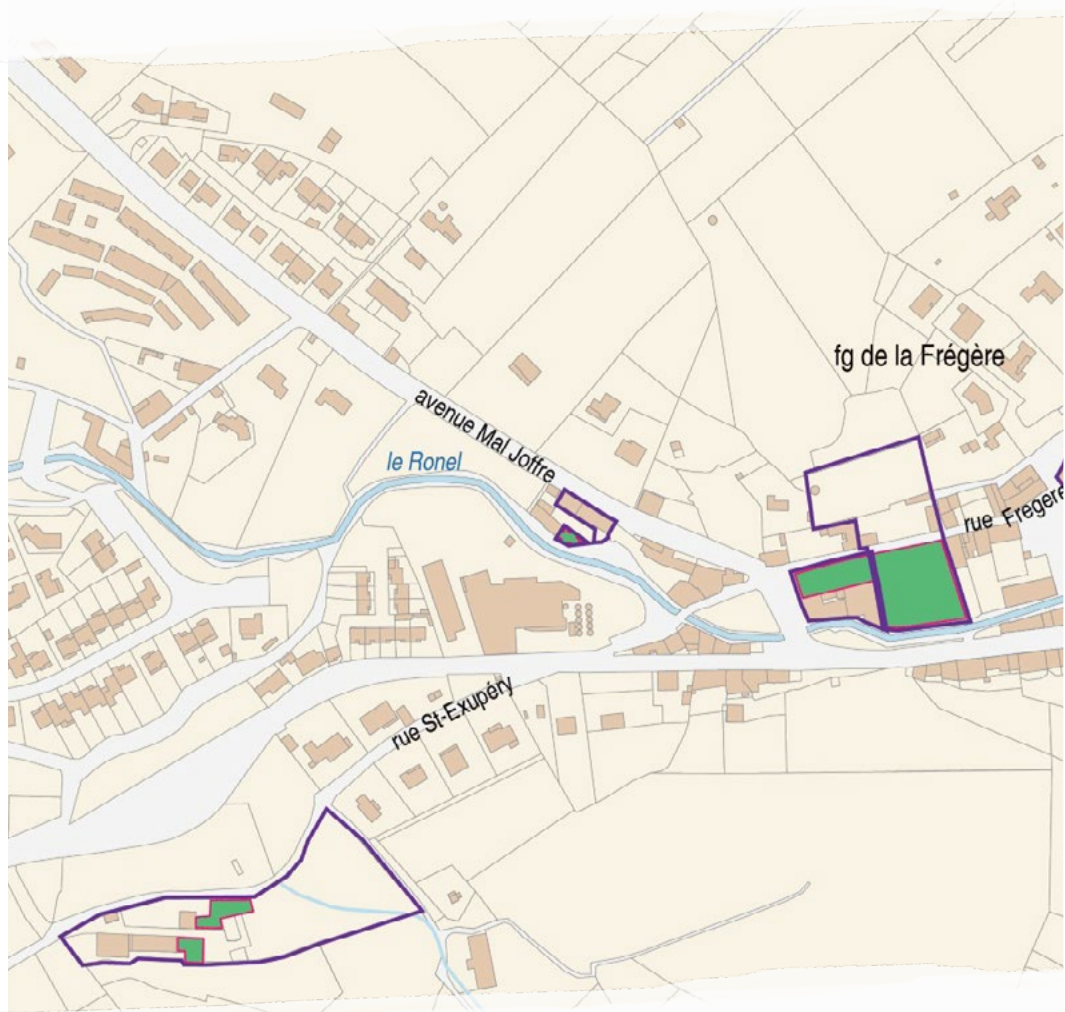 fg de la Frégère
avenue Mal Joffre
le Ronel
rue Fregere
rue St-Exupéry